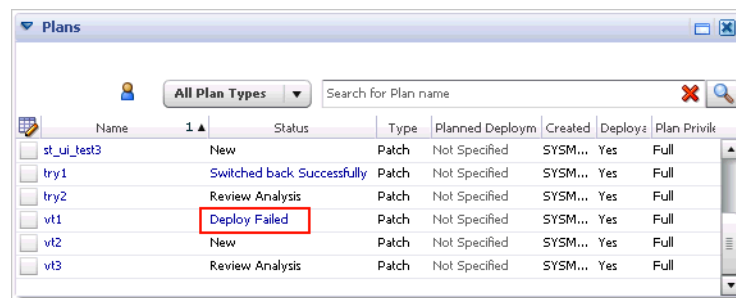 Plans
All Plan Types
Search for Plan name
Name 1 Status Type Planned Deploym Created Deploya Plan Privile
st_ui_test3 New Patch Not Specified SYSM... Yes Full
try1 Switched back Successfully Patch Not Specified SYSM... Yes Full
try2 Review Analysis Patch Not Specified SYSM... Yes Full
vt1 Deploy Failed Patch Not Specified SYSM... Yes Full
vt2 New Patch Not Specified SYSM... Yes Full
vt3 Review Analysis Patch Not Specified SYSM... Yes Full